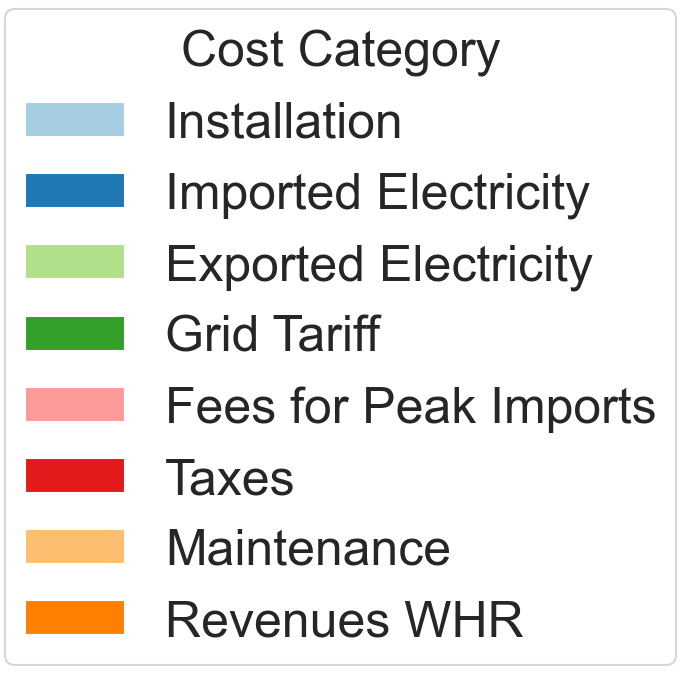 Cost Category
Installation
Imported Electricity
Exported Electricity
Grid Tariff
Fees for Peak Imports
Taxes
Maintenance
Revenues WHR